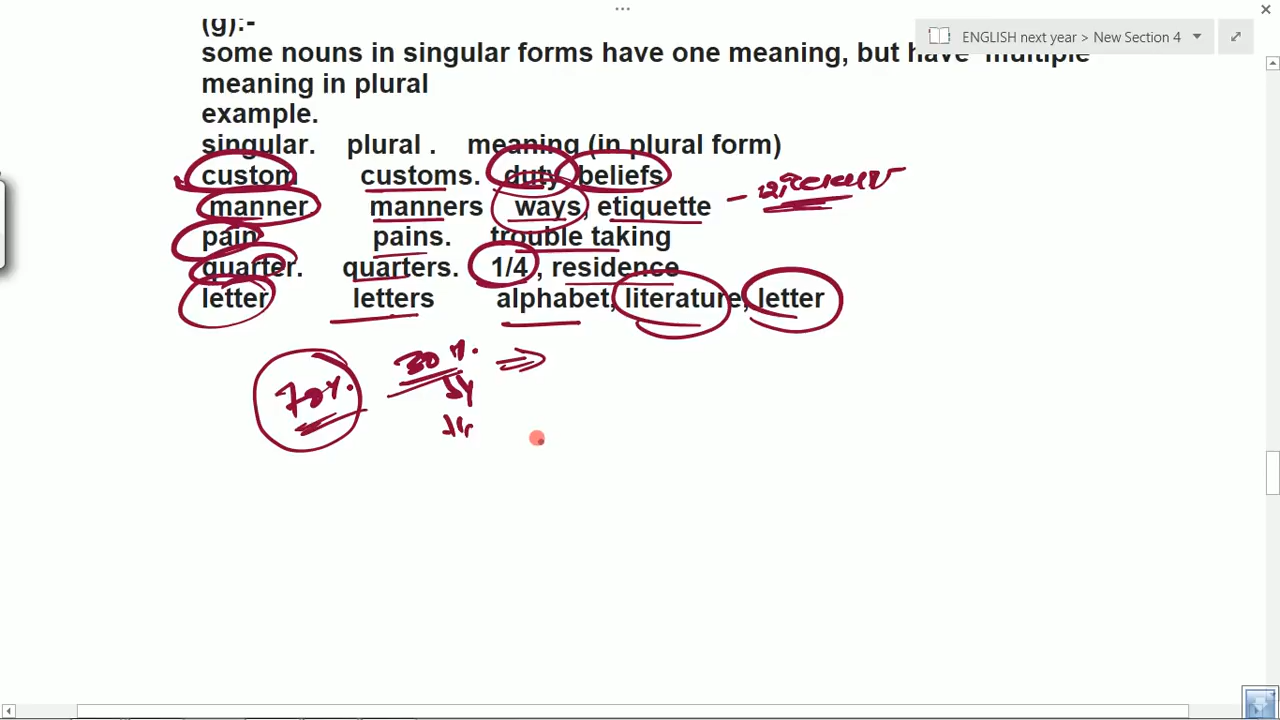 (g):-
ENGLISH next year > New Section 4
some nouns in singular forms have one meaning, but have multiple
meaning in plural
example.
singular. plural . meaning (in plural form)
custom customs. duty beliefs
manner manners ways, etiquette -
pain pains. trouble taking
quarter. quarters. 1/4 , residence
letter letters alphabet, literature, letter
70%. 30%. ⇒